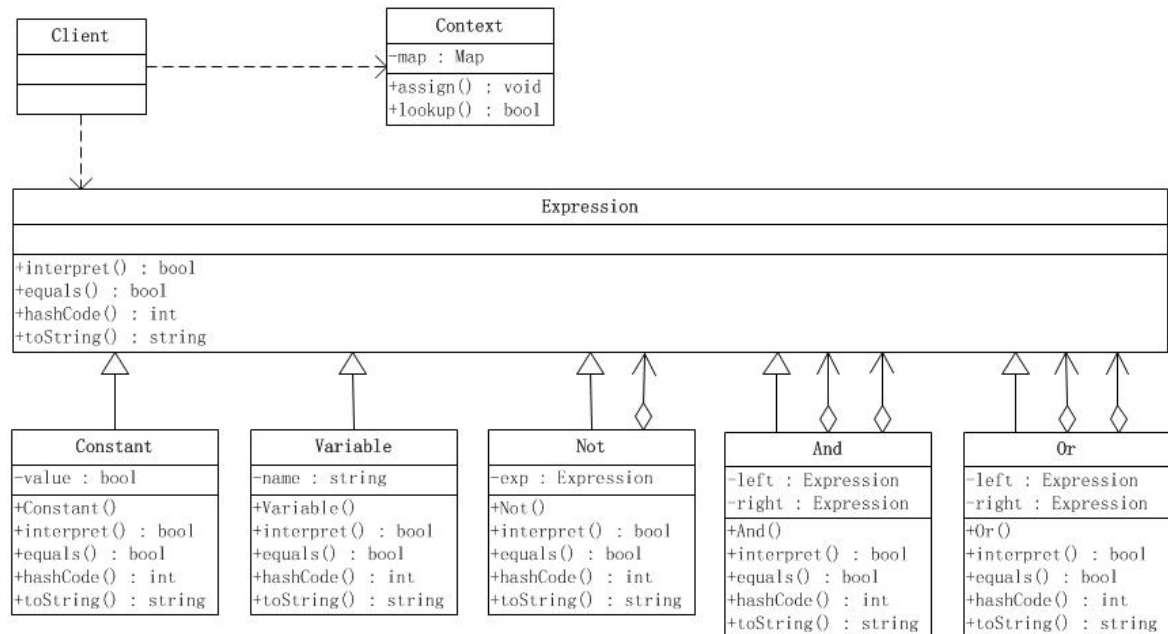 Client
Context
-map : Map
+assign() : void
+lookup() : bool
Expression
+interpret() : bool
+equals() : bool
+hashCode() : int
+toString() : string
Constant
-value : bool
+Constant()
+interpret() : bool
+equals() : bool
+hashCode() : int
+toString() : string
Variable
-name : string
+Variable()
+interpret() : bool
+equals() : bool
+hashCode() : int
+toString() : string
Not
-exp : Expression
+Not()
+interpret() : bool
+equals() : bool
+hashCode() : int
+toString() : string
And
-left : Expression
-right : Expression
+And()
+interpret() : bool
+equals() : bool
+hashCode() : int
+toString() : string
Or
-left : Expression
-right : Expression
+Or()
+interpret() : bool
+equals() : bool
+hashCode() : int
+toString() : string